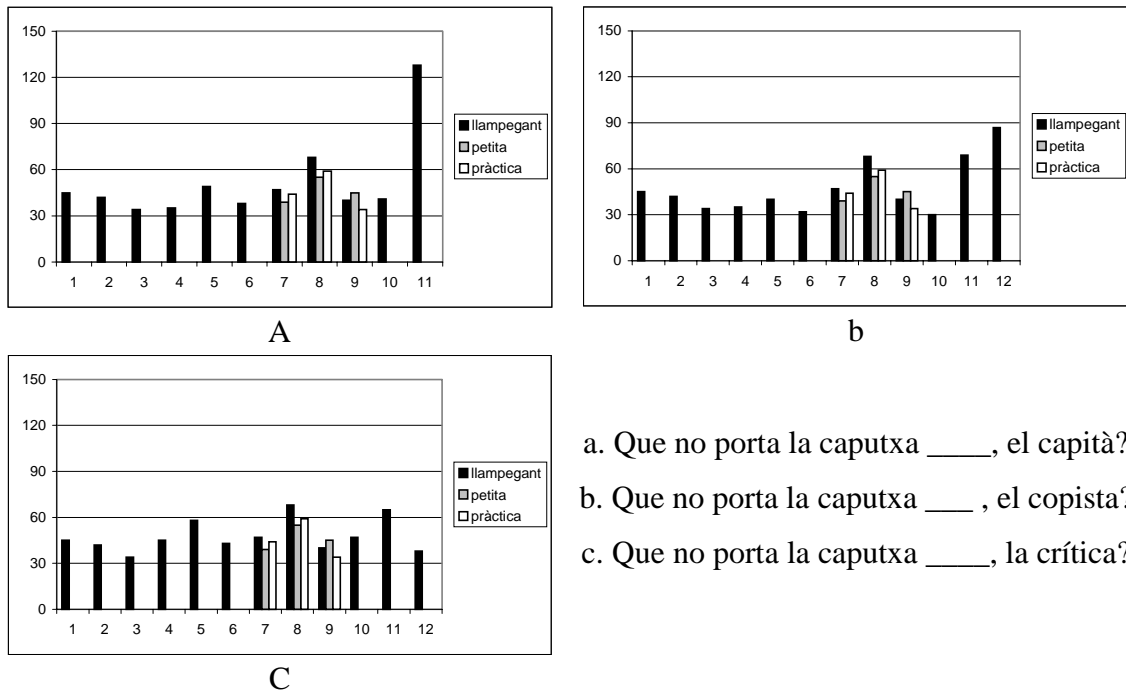 150
120
90
60
30
0
1 2 3 4 5 6 7 8 9 10 11
llampegant
petita
pràctica
A
150
120
90
60
30
0
1 2 3 4 5 6 7 8 9 10 11 12
llampegant
petita
pràctica
b
150
120
90
60
30
0
1 2 3 4 5 6 7 8 9 10 11 12
llampegant
petita
pràctica
C
a. Que no porta la caputxa ____, el capità?
b. Que no porta la caputxa ___ , el copista?
c. Que no porta la caputxa ____, la crítica?